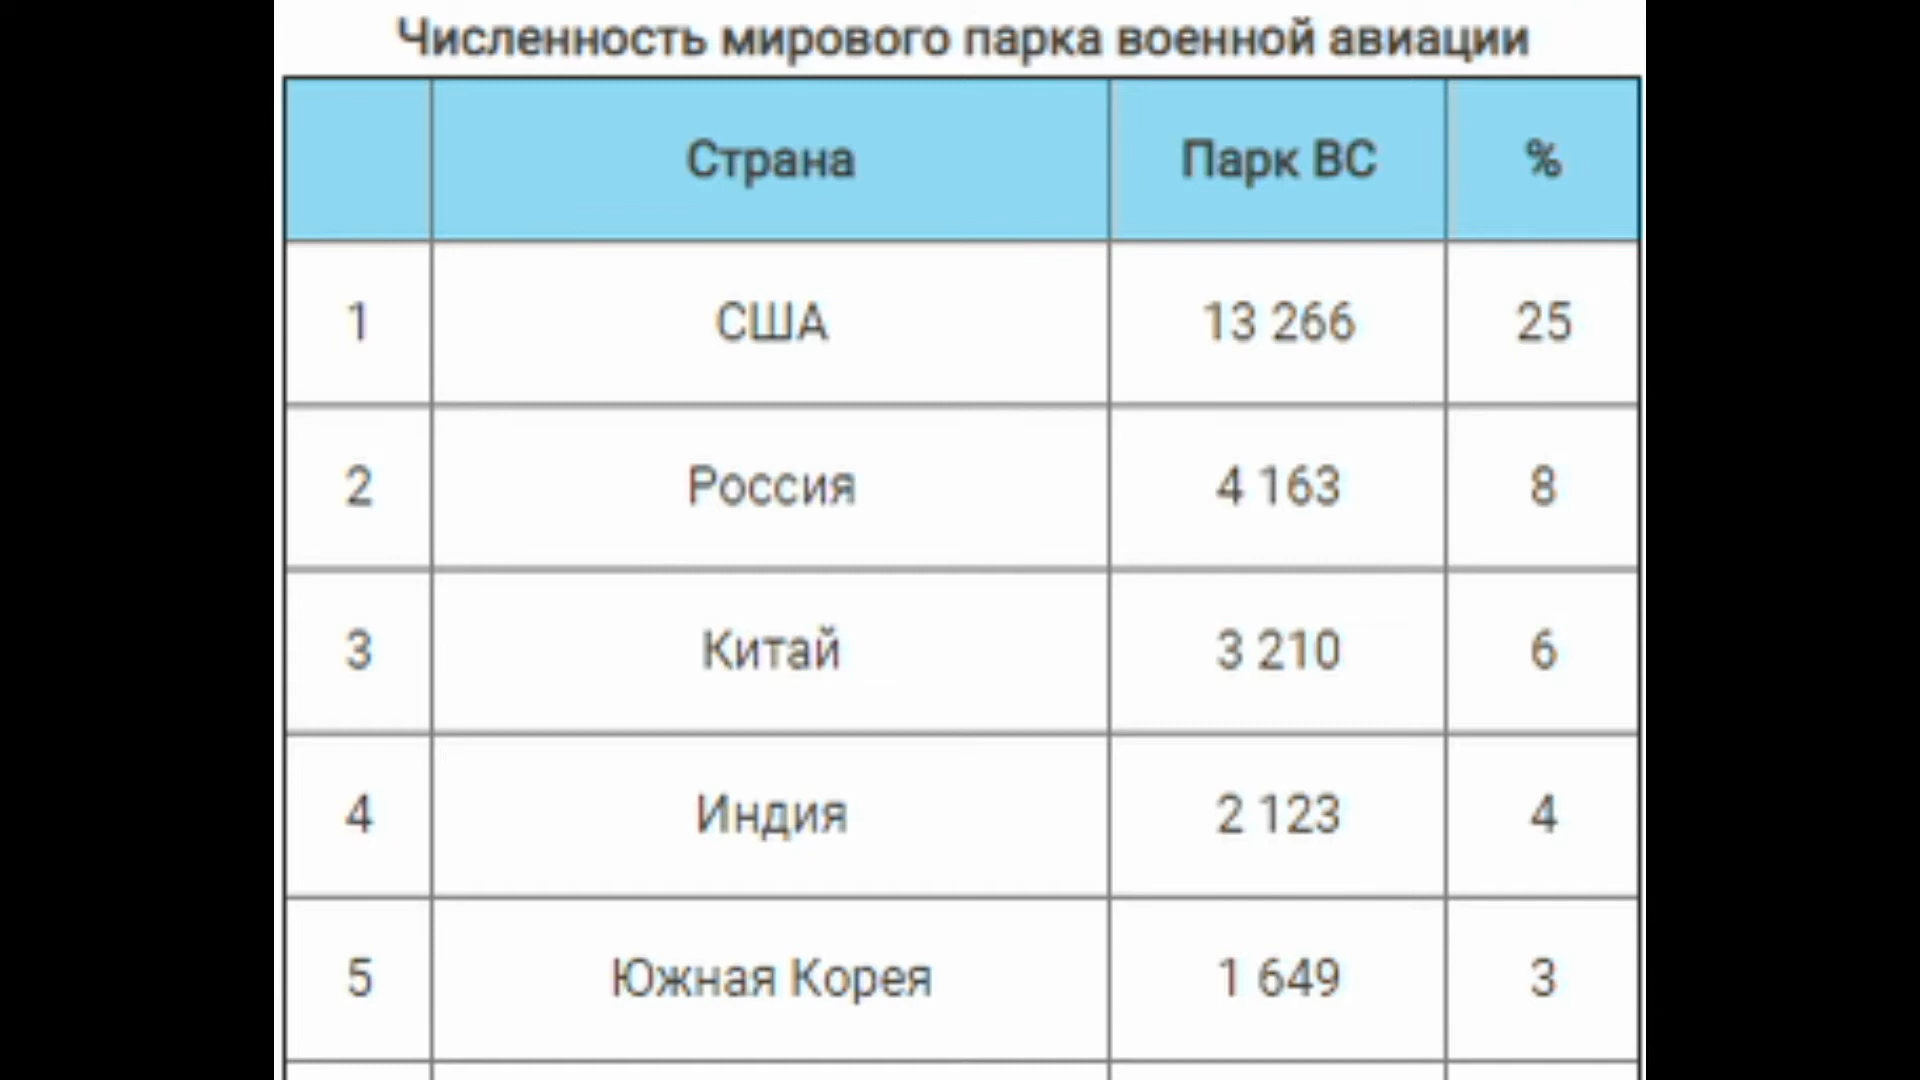 Численность мирового парка военной авиации
Страна Парк ВС %
1 США 13 266 25
2 Россия 4 163 8
3 Китай 3 210 6
4 Индия 2 123 4
5 Южная Корея 1 649 3